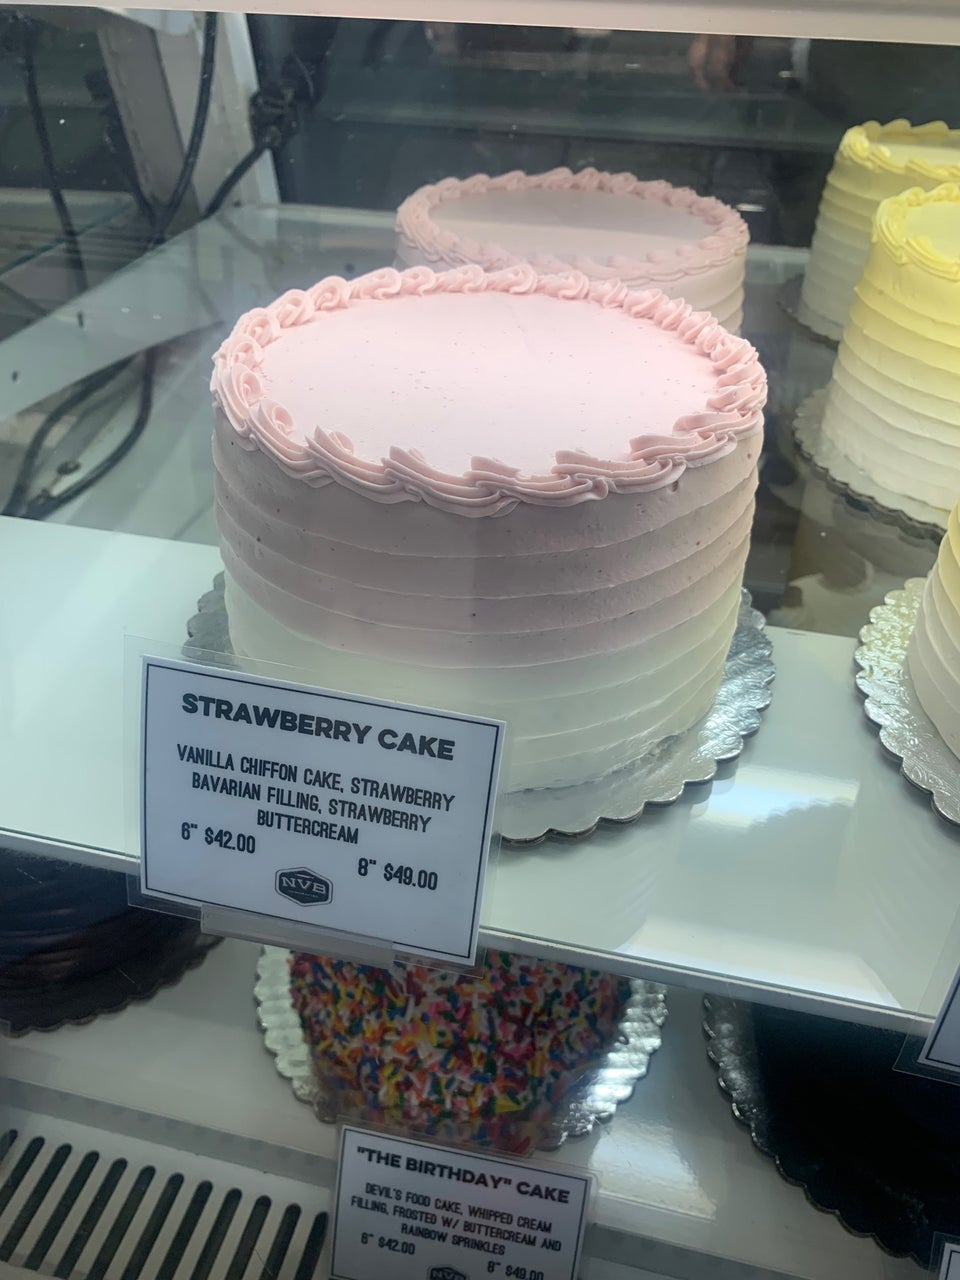 STRAWBERRY CAKE
VANILLA CHIFFON CAKE, STRAWBERRY
BAVARIAN FILLING, STRAWBERRY
BUTTERCREAM
6" $42.00
8" $49.00
NVB
"THE BIRTHDAY" CAKE
DEVIL'S FOOD CAKE, WHIPPED CREAM
FILLING, FROSTED W/ BUTTERCREAM AND
RAINBOW SPRINKLES
6" $42.00
8" $49.00
NVB